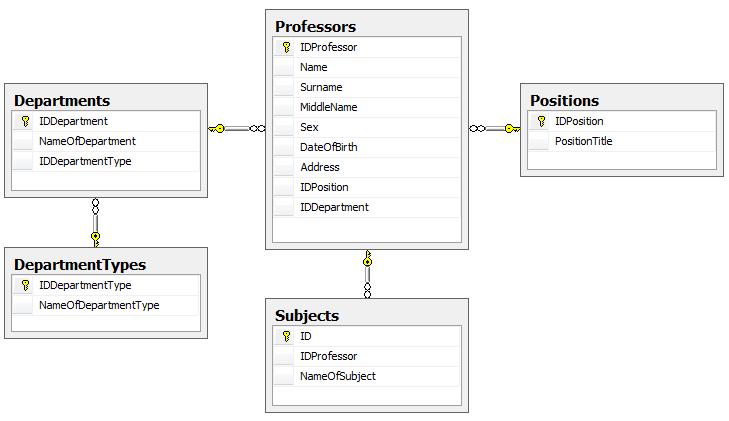 Professors
IDProfessor
Name
Surname
MiddleName
Sex
DateOfBirth
Address
IDPosition
IDDepartment
Departments
IDDepartment
NameOfDepartment
IDDepartmentType
Positions
IDPosition
PositionTitle
DepartmentTypes
IDDepartmentType
NameOfDepartmentType
Subjects
ID
IDProfessor
NameOfSubject